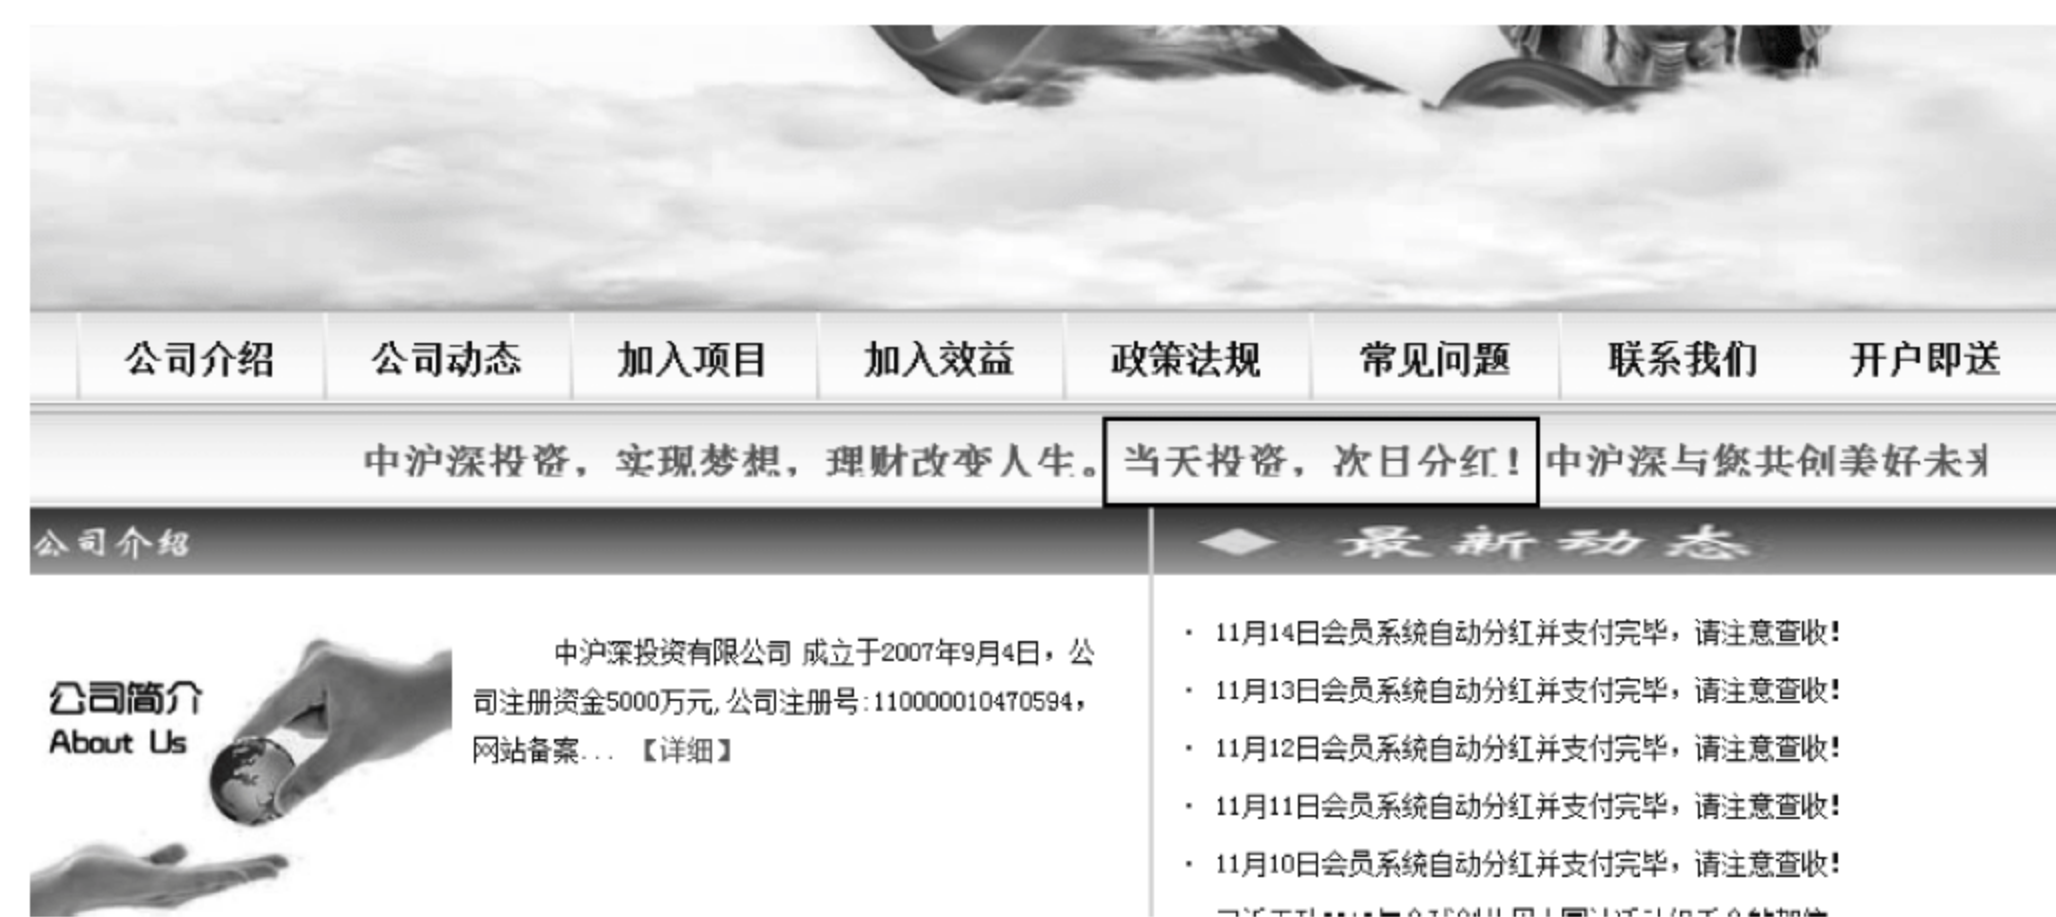 公司介绍 公司动态 加入项目 加入效益 政策法规 常见问题 联系我们 开户即送
中沪深投资，实现梦想，理财改变人生。当天投资，次日分红！中沪深与您共创美好未
公司介绍
公司简介
About Us
中沪深投资有限公司 成立于2007年9月4日，公
司注册资金5000万元,公司注册号:110000010470594，
网站备案... 【详细】
◆ 最新动态
· 11月14日会员系统自动分红并支付完毕，请注意查收！
· 11月13日会员系统自动分红并支付完毕，请注意查收！
· 11月12日会员系统自动分红并支付完毕，请注意查收！
· 11月11日会员系统自动分红并支付完毕，请注意查收！
· 11月10日会员系统自动分红并支付完毕，请注意查收！